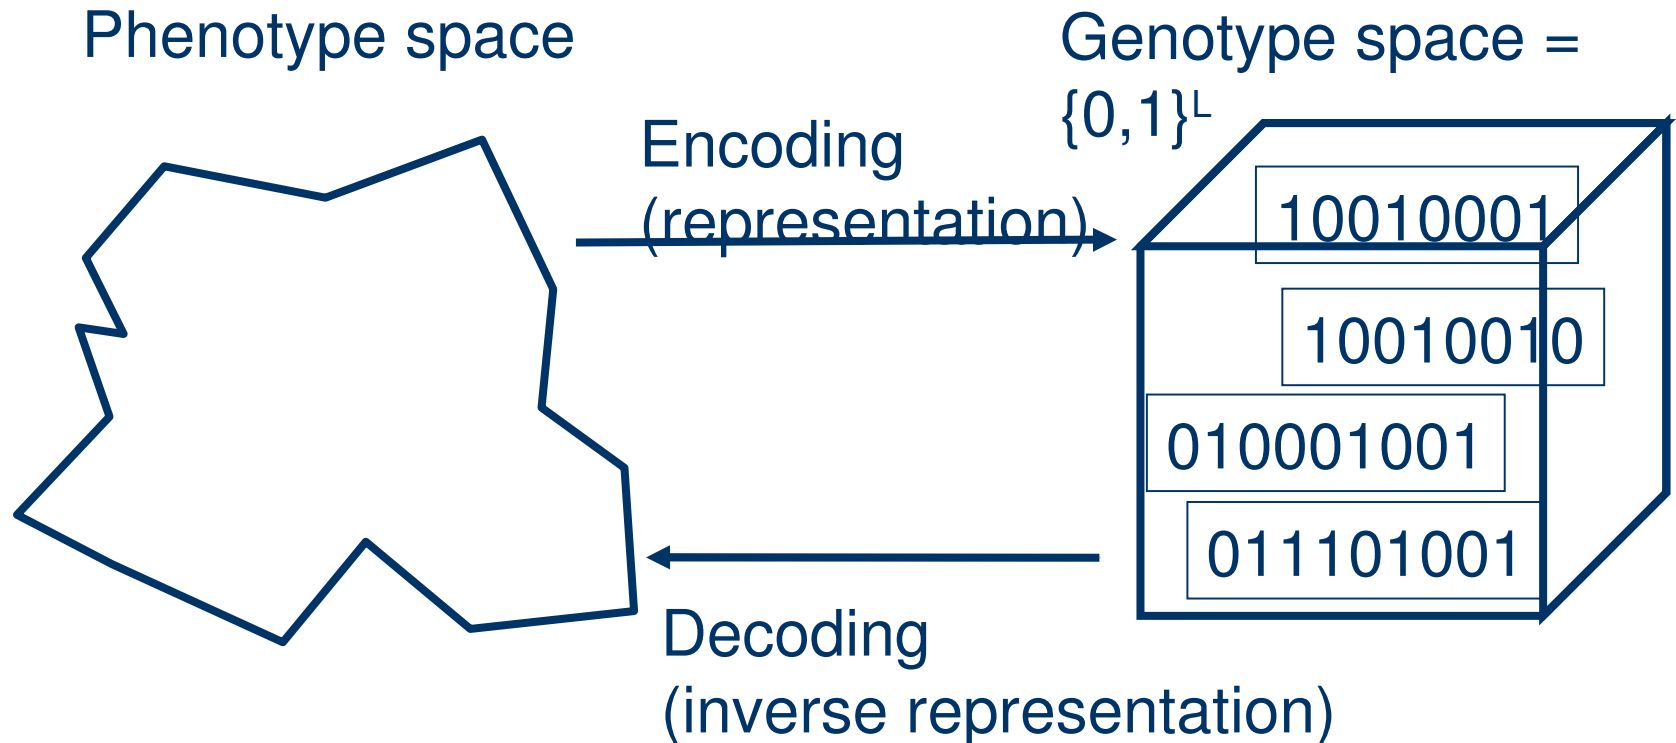 Phenotype space
Genotype space =
{0,1}ᴸ
Encoding
(representation)
10010001
10010010
010001001
011101001
Decoding
(inverse representation)